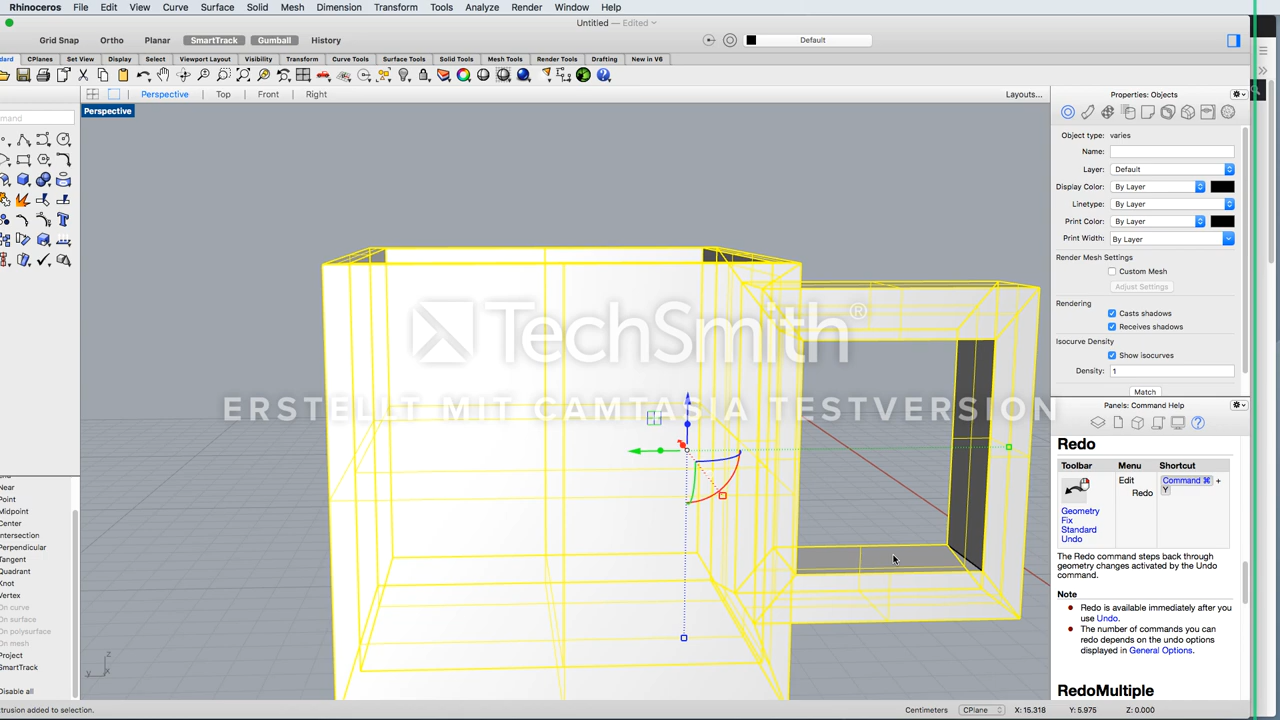 Rhinoceros File Edit View Curve Surface Solid Mesh Dimension Transform Tools Analyze Render Window Help
Untitled — Edited
Grid Snap Ortho Planar SmartTrack Gumball History Default
dard CPlanes Set View Display Select Viewport Layout Visibility Transform Curve Tools Surface Tools Solid Tools Mesh Tools Render Tools Drafting New in V6
Perspective Top Front Right Layouts...
Perspective
mand
Near
Point
Midpoint
Center
ntersection
Perpendicular
Tangent
Quadrant
Knot
Vertex
On curve
On surface
On polysurface
On mesh
Project
SmartTrack
Disable all
TechSmith®
ERSTELLT MIT CAMTASIA TESTVERSION
z
y
x
Properties: Objects
Object type: varies
Name:
Layer: Default
Display Color: By Layer
Linetype: By Layer
Print Color: By Layer
Print Width: By Layer
Render Mesh Settings
Custom Mesh
Adjust Settings
Rendering
Casts shadows
Receives shadows
Isocurve Density
Show isocurves
Density: 1
Match
Panels: Command Help
Redo
Toolbar Menu Shortcut
Edit Command ⌘ +
Redo Y
Geometry
Fix
Standard
Undo
The Redo command steps back through
geometry changes activated by the Undo
command.
Note
Redo is available immediately after you
use Undo.
The number of commands you can
redo depends on the undo options
displayed in General Options.
RedoMultiple
xtrusion added to selection. Centimeters CPlane X: 15.318 Y: 5.975 Z: 0.000